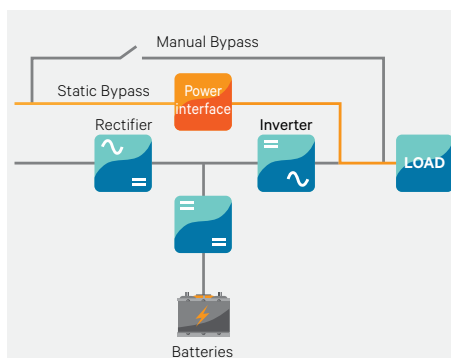 Manual Bypass
Static Bypass
Power
interface
Rectifier
Inverter
LOAD
Batteries